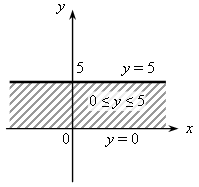 y
5 y = 5
0 ≤ y ≤ 5
x
0 y = 0